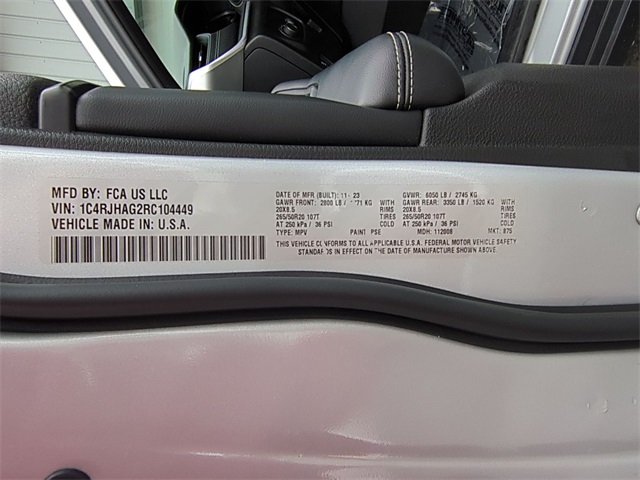 MFD BY: FCA US LLC
VIN: 1C4RJHAG2RC104449
VEHICLE MADE IN: U.S.A.
DATE OF MFR (BUILT): 23
GAWR FRONT: 2800 LB / KG WITH
20X8.5 RIMS
265/50R20 107T COLD
AT 250 kPa / 36 PSI
TYPE: MPV PAINT PSE
GVWR: 6050 LB / 2745 KG
GAWR REAR: 3350 LB / 1520 KG WITH
20X8.5 RIMS
265/50R20 107T COLD
AT 250 kPa / 36 PSI
MDH: 112008 MKT: 875
THIS VEHICLE CONFORMS TO ALL APPLICABLE U.S.A. FEDERAL MOTOR VEHICLE SAFETY
STANDARDS IN EFFECT ON THE DATE OF MANUFACTURE SHOWN ABOVE.